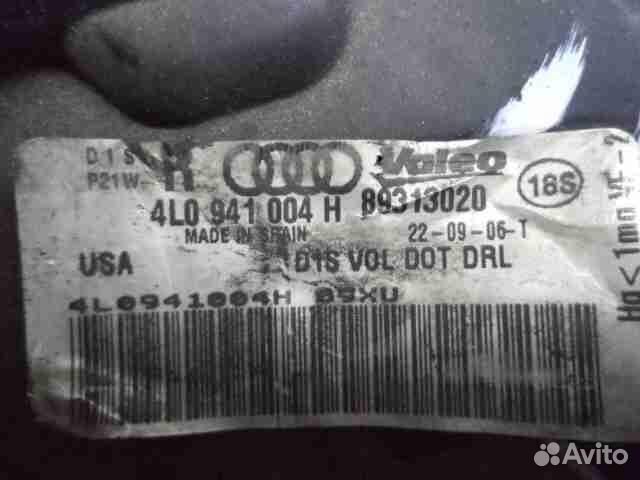 D1S
P21W
Valeo
18S
4L0 941 004 H 89313020
MADE IN SPAIN 22-09-06-T
USA D1S VOL DOT DRL
4L0941004H 89XU
Hg < 1mg
Avito